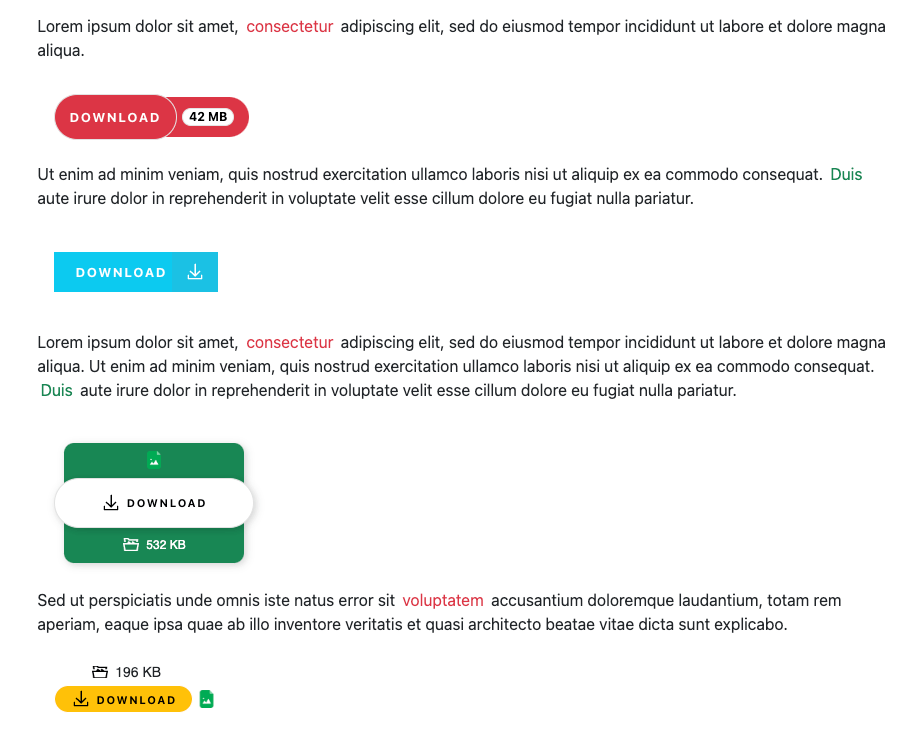 Lorem ipsum dolor sit amet, consectetur adipiscing elit, sed do eiusmod tempor incididunt ut labore et dolore magna
aliqua.
DOWNLOAD 42 MB
Ut enim ad minim veniam, quis nostrud exercitation ullamco laboris nisi ut aliquip ex ea commodo consequat. Duis
aute irure dolor in reprehenderit in voluptate velit esse cillum dolore eu fugiat nulla pariatur.
DOWNLOAD
Lorem ipsum dolor sit amet, consectetur adipiscing elit, sed do eiusmod tempor incididunt ut labore et dolore magna
aliqua. Ut enim ad minim veniam, quis nostrud exercitation ullamco laboris nisi ut aliquip ex ea commodo consequat.
Duis aute irure dolor in reprehenderit in voluptate velit esse cillum dolore eu fugiat nulla pariatur.
DOWNLOAD
532 KB
Sed ut perspiciatis unde omnis iste natus error sit voluptatem accusantium doloremque laudantium, totam rem
aperiam, eaque ipsa quae ab illo inventore veritatis et quasi architecto beatae vitae dicta sunt explicabo.
196 KB
DOWNLOAD